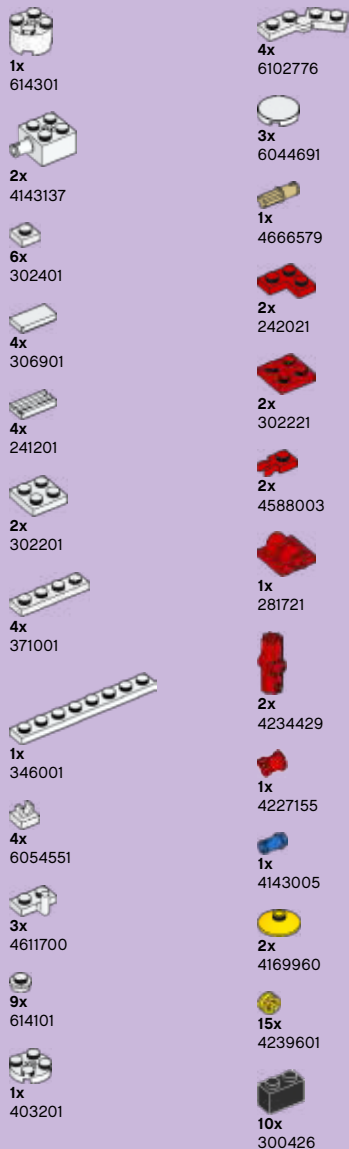 1x
614301
2x
4143137
6x
302401
4x
306901
4x
241201
2x
302201
4x
371001
1x
346001
4x
6054551
3x
4611700
9x
614101
1x
403201
4x
6102776
3x
6044691
1x
4666579
2x
242021
2x
302221
2x
4588003
1x
281721
2x
4234429
1x
4227155
1x
4143005
2x
4169960
15x
4239601
10x
300426